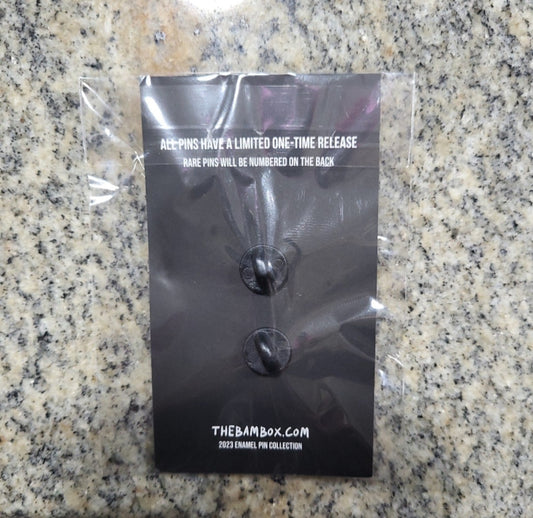 ALL PINS HAVE A LIMITED ONE-TIME RELEASE
RARE PINS WILL BE NUMBERED ON THE BACK
THEBAMBOX.COM
2023 ENAMEL PIN COLLECTION